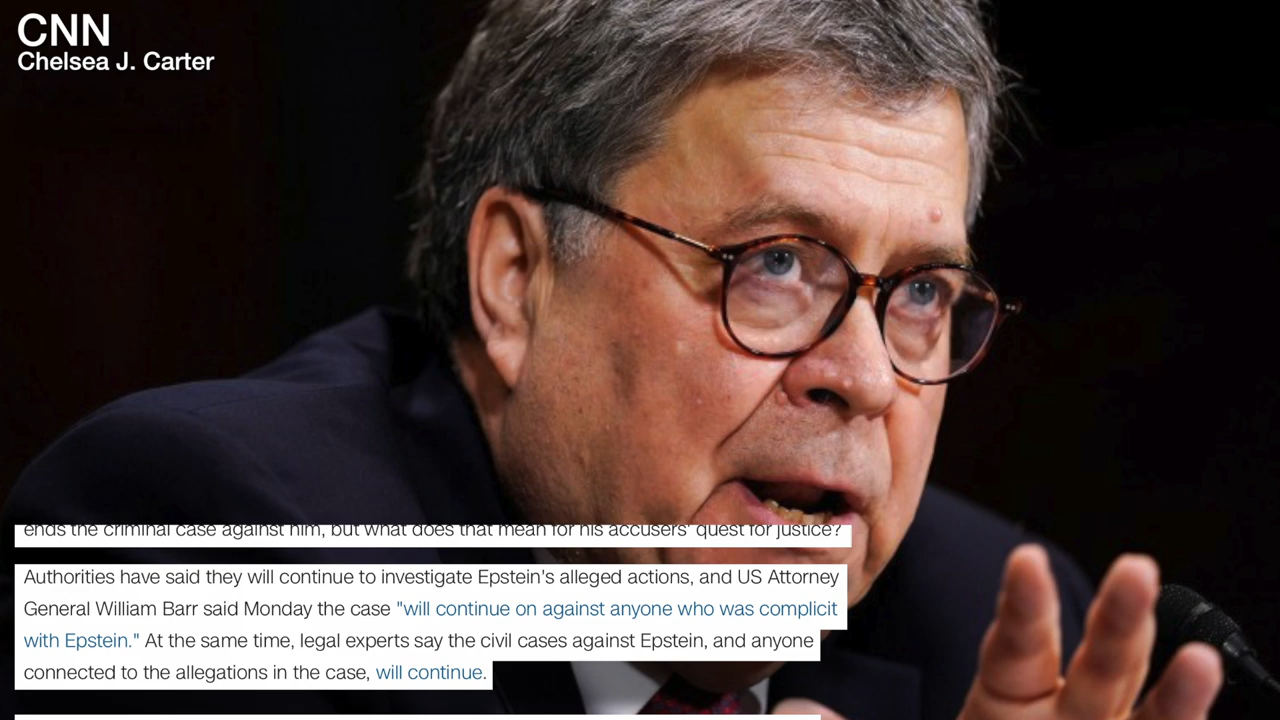 CNN
Chelsea J. Carter
ends the criminal case against him, but what does that mean for his accusers' quest for justice?
Authorities have said they will continue to investigate Epstein's alleged actions, and US Attorney
General William Barr said Monday the case "will continue on against anyone who was complicit
with Epstein." At the same time, legal experts say the civil cases against Epstein, and anyone
connected to the allegations in the case, will continue.